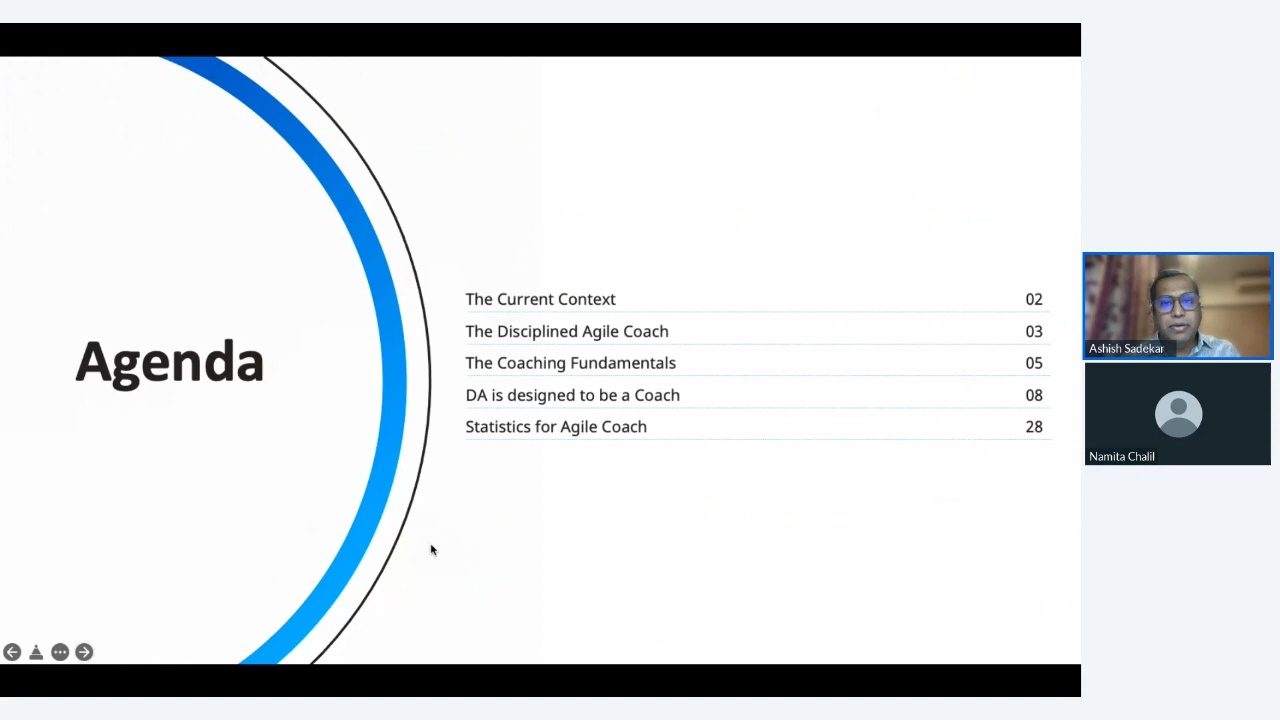 Agenda
The Current Context 02
The Disciplined Agile Coach 03
The Coaching Fundamentals 05
DA is designed to be a Coach 08
Statistics for Agile Coach 28
Ashish Sadekar
Namita Chalil